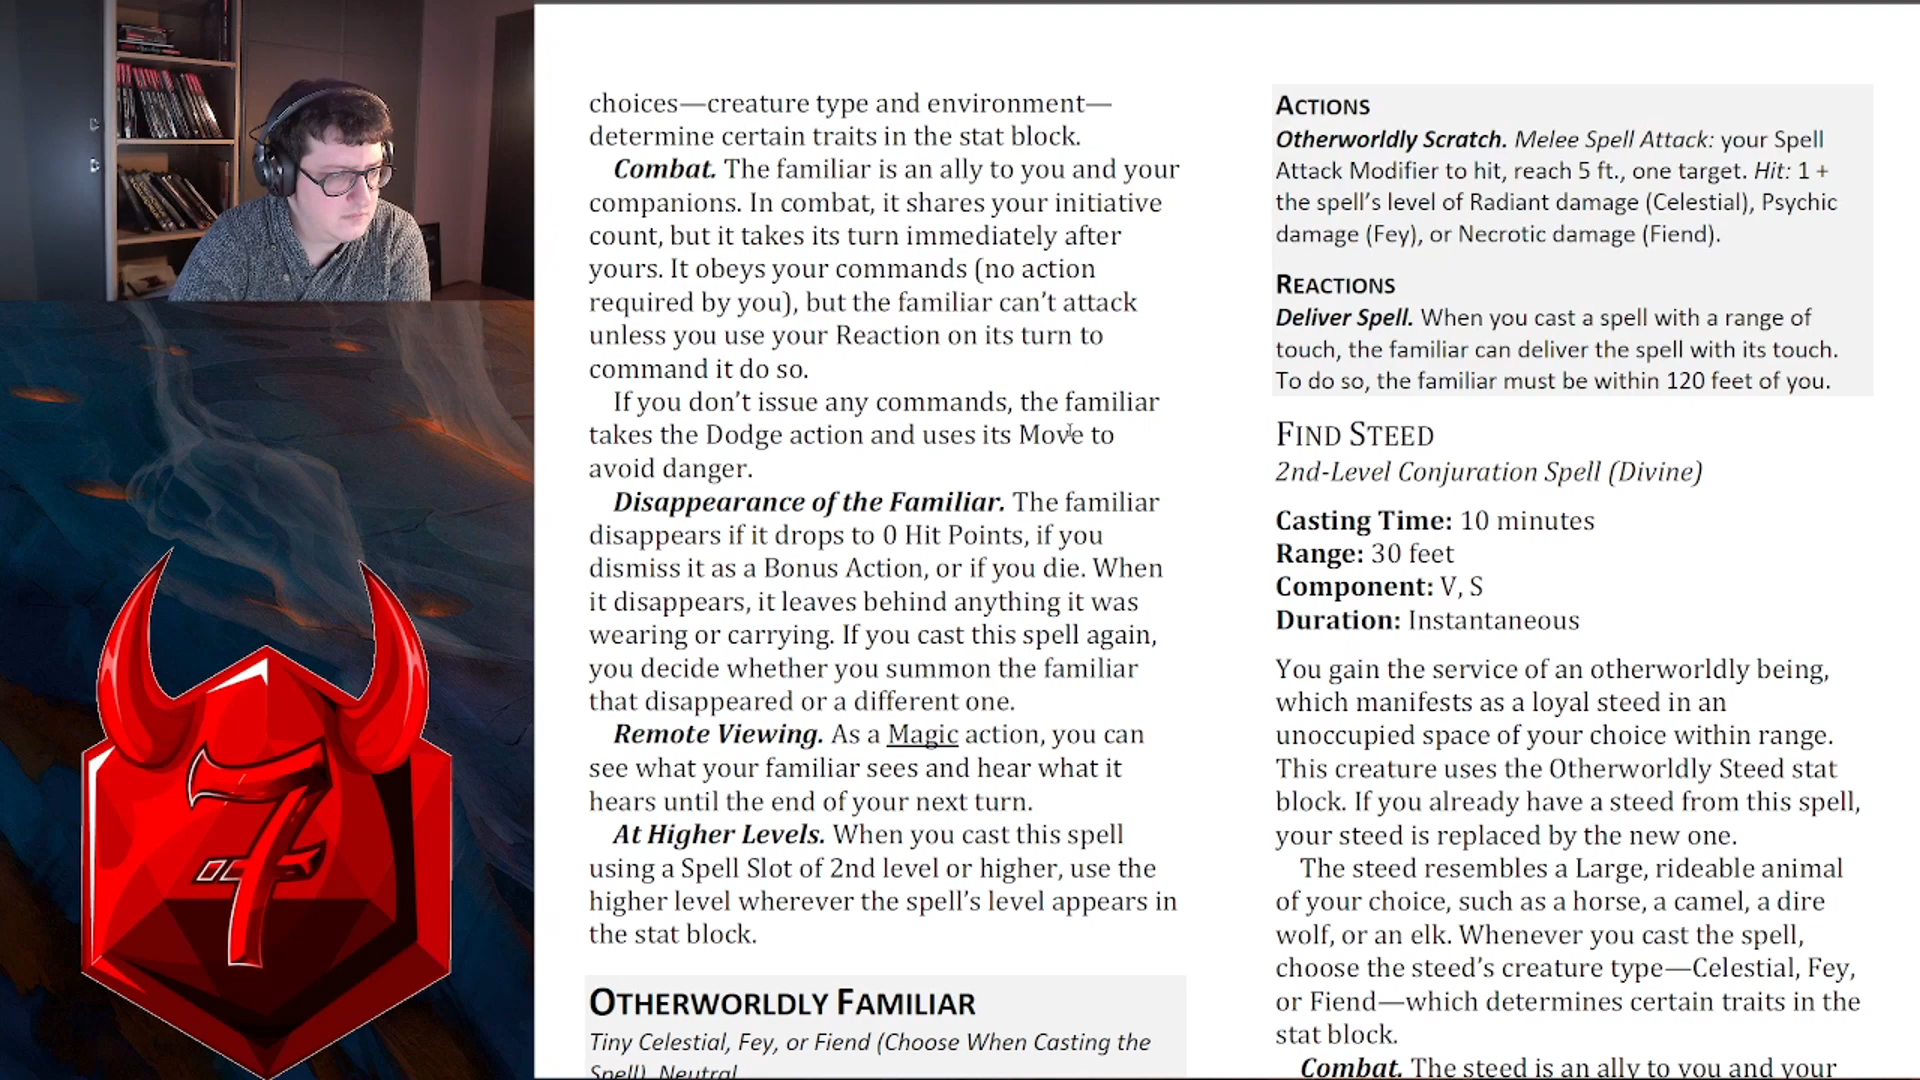 choices—creature type and environment—
determine certain traits in the stat block.
Combat. The familiar is an ally to you and your
companions. In combat, it shares your initiative
count, but it takes its turn immediately after
yours. It obeys your commands (no action
required by you), but the familiar can't attack
unless you use your Reaction on its turn to
command it do so.
If you don't issue any commands, the familiar
takes the Dodge action and uses its Move to
avoid danger.
Disappearance of the Familiar. The familiar
disappears if it drops to 0 Hit Points, if you
dismiss it as a Bonus Action, or if you die. When
it disappears, it leaves behind anything it was
wearing or carrying. If you cast this spell again,
you decide whether you summon the familiar
that disappeared or a different one.
Remote Viewing. As a Magic action, you can
see what your familiar sees and hear what it
hears until the end of your next turn.
At Higher Levels. When you cast this spell
using a Spell Slot of 2nd level or higher, use the
higher level wherever the spell's level appears in
the stat block.
OTHERWORLDLY FAMILIAR
Tiny Celestial, Fey, or Fiend (Choose When Casting the
Spell), Neutral
ACTIONS
Otherworldly Scratch. Melee Spell Attack: your Spell
Attack Modifier to hit, reach 5 ft., one target. Hit: 1 +
the spell's level of Radiant damage (Celestial), Psychic
damage (Fey), or Necrotic damage (Fiend).
REACTIONS
Deliver Spell. When you cast a spell with a range of
touch, the familiar can deliver the spell with its touch.
To do so, the familiar must be within 120 feet of you.
FIND STEED
2nd-Level Conjuration Spell (Divine)
Casting Time: 10 minutes
Range: 30 feet
Component: V, S
Duration: Instantaneous
You gain the service of an otherworldly being,
which manifests as a loyal steed in an
unoccupied space of your choice within range.
This creature uses the Otherworldly Steed stat
block. If you already have a steed from this spell,
your steed is replaced by the new one.
The steed resembles a Large, rideable animal
of your choice, such as a horse, a camel, a dire
wolf, or an elk. Whenever you cast the spell,
choose the steed's creature type—Celestial, Fey,
or Fiend—which determines certain traits in the
stat block.
Combat. The steed is an ally to you and your
7